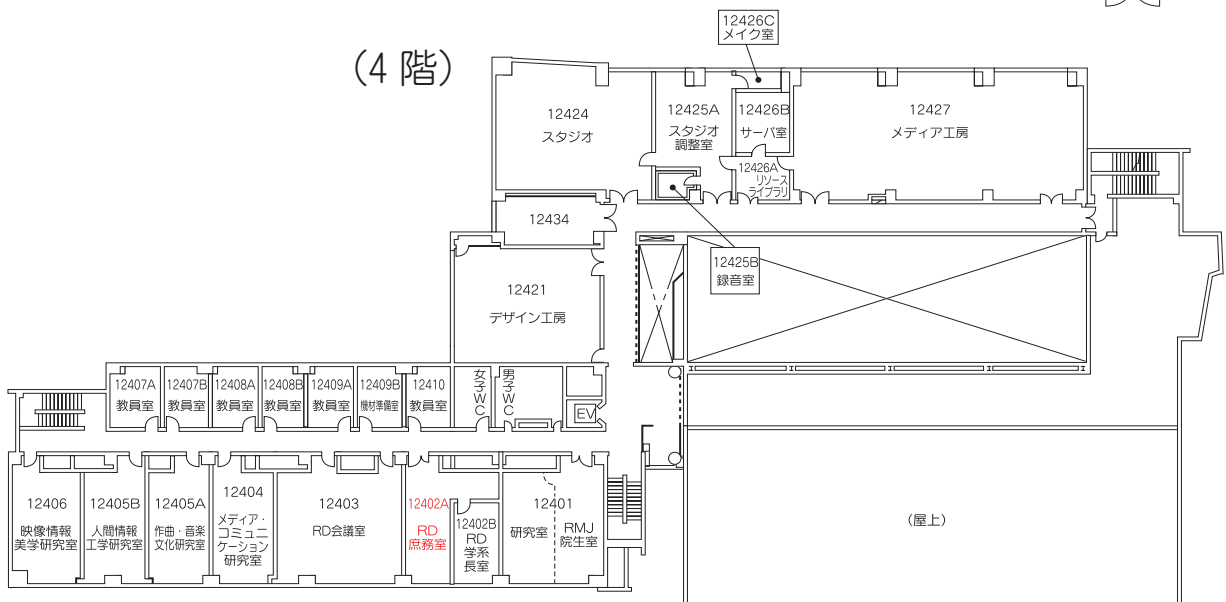 12426C
メイク室
(4 階)
12424
スタジオ
12425A
スタジオ
調整室
12426B
サーバ室
12427
メディア工房
12426A
リソース
ライブラリ
12434
12425B
録音室
12421
デザイン工房
12407A
教員室
12407B
教員室
12408A
教員室
12408B
教員室
12409A
教員室
12409B
機材準備室
12410
教員室
女子WC
男子WC
EV
12406
映像情報
美学研究室
12405B
人間情報
工学研究室
12405A
作曲・音楽
文化研究室
12404
メディア・
コミュニ
ケーション
研究室
12403
RD会議室
12402A
RD
庶務室
12402B
RD
学系
長室
12401
研究室
RMJ
院生室
(屋上)